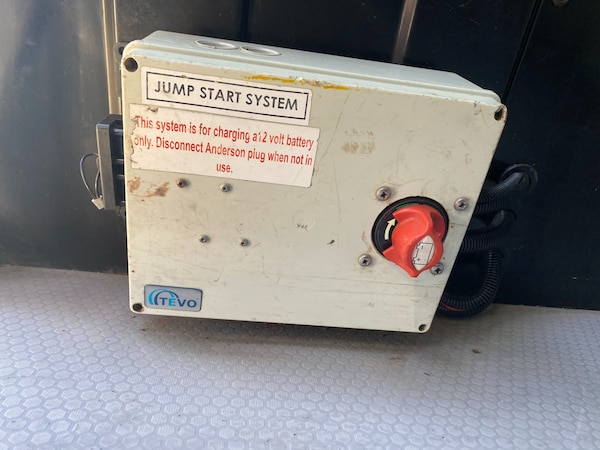 JUMP START SYSTEM
This system is for charging a12 volt battery
only. Disconnect Anderson plug when not in
use.
TEVO